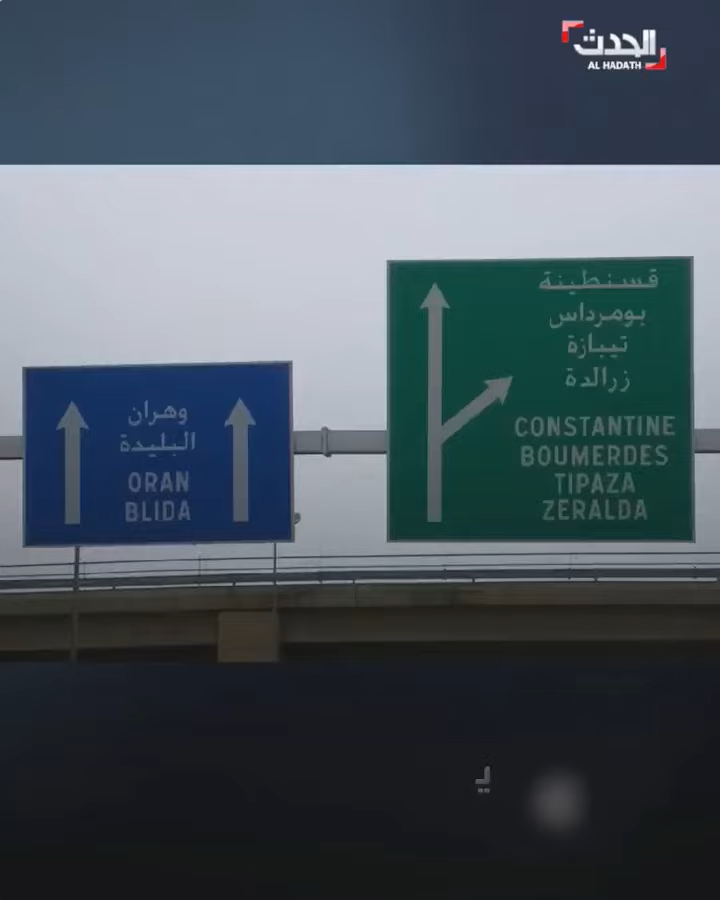 الحدث
AL HADATH
قسنطينة
بومرداس
تيبازة
زرالدة
CONSTANTINE
BOUMERDES
TIPAZA
ZERALDA
وهران
البليدة
ORAN
BLIDA